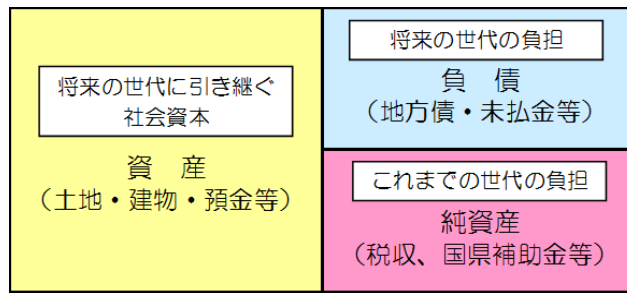 将来の世代に引き継ぐ
社会資本
資　産
（土地・建物・預金等）
将来の世代の負担
負　債
（地方債・未払金等）
これまでの世代の負担
純資産
（税収、国県補助金等）